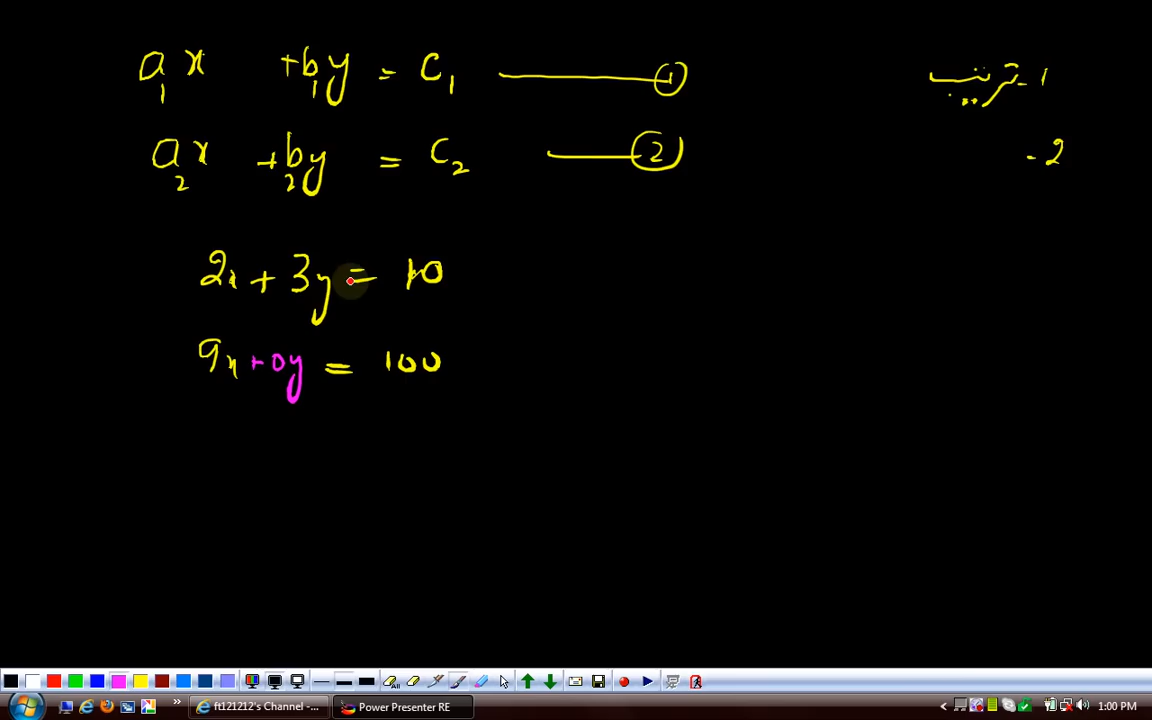 a₁x +b₁y = C₁ ———— ①
1- ترتیب
a₂x +b₂y = C₂ ———— ②
2 -
2x + 3y = 10
9x +0y = 100
ft121212's Channel -...
Power Presenter RE
1:00 PM